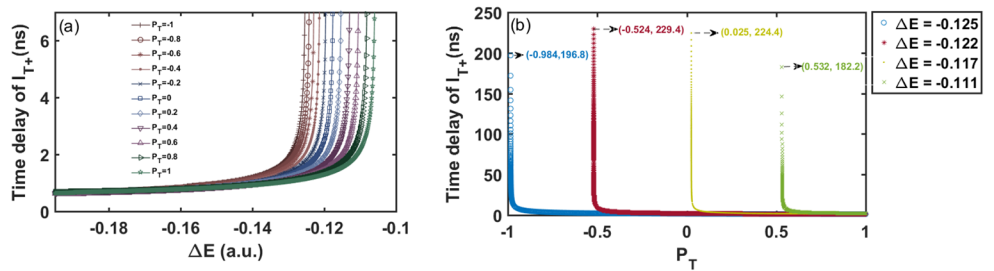 (a)
Time delay of I_T+(ns)
6
4
2
0
P_T=-1
P_T=-0.8
P_T=-0.6
P_T=-0.4
P_T=-0.2
P_T=0
P_T=0.2
P_T=0.4
P_T=0.6
P_T=0.8
P_T=1
-0.18 -0.16 -0.14 -0.12 -0.1
ΔE (a.u.)
(b)
Time delay of I_T+(ns)
250
200
150
100
50
0
(-0.984,196.8)
(-0.524, 229.4)
(0.025, 224.4)
(0.532, 182.2)
-1 -0.5 0 0.5 1
P_T
ΔE = -0.125
ΔE = -0.122
ΔE = -0.117
ΔE = -0.111